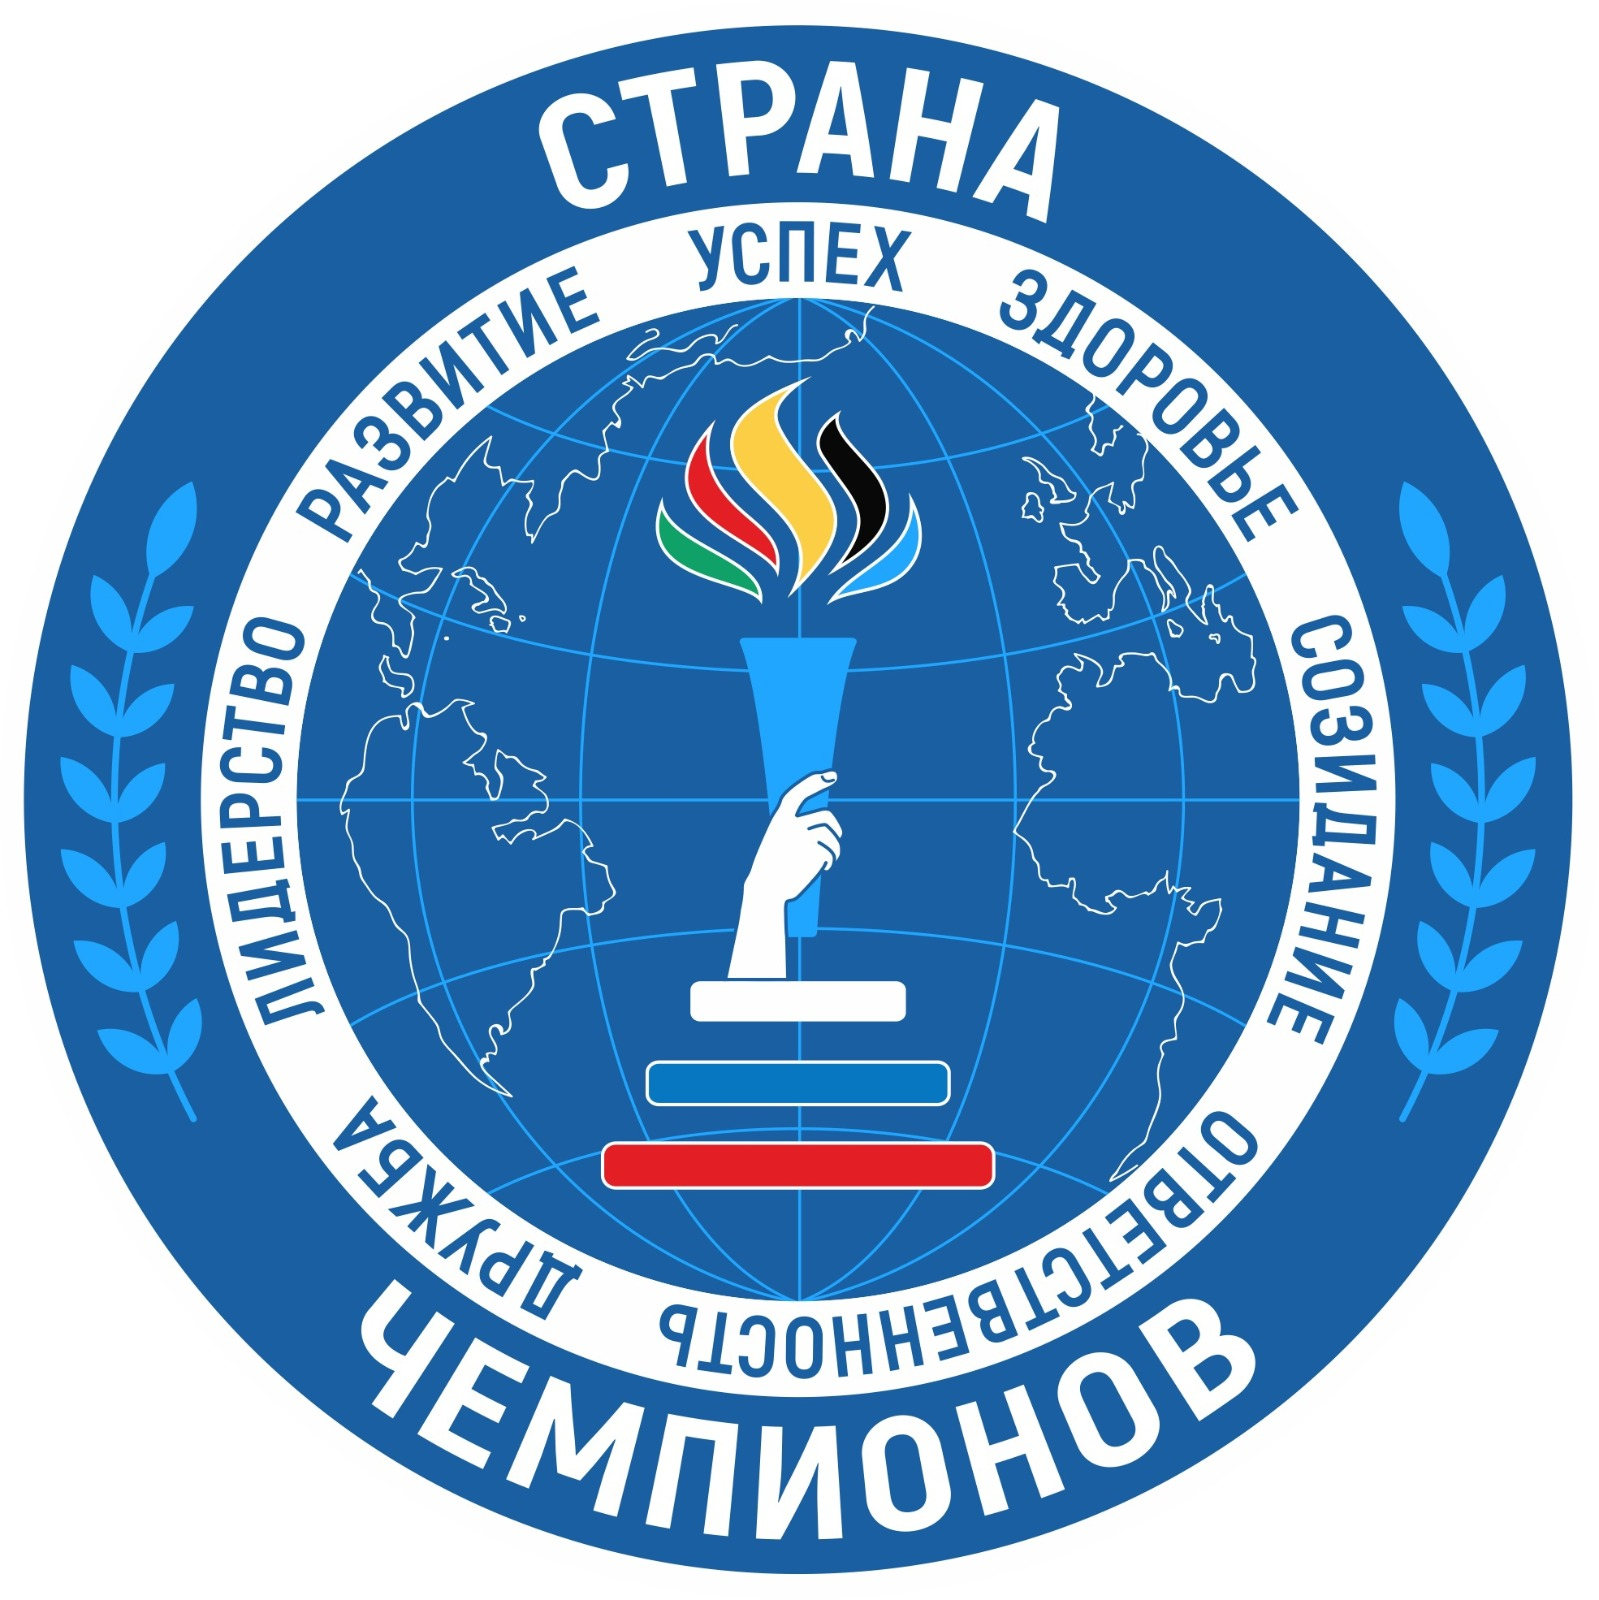 СТРАНА
ЧЕМПИОНОВ
УСПЕХ
ЗДОРОВЬЕ
СОЗИДАНИЕ
ОТВЕТСТВЕННОСТЬ
ДРУЖБА
ЛИДЕРСТВО
РАЗВИТИЕ